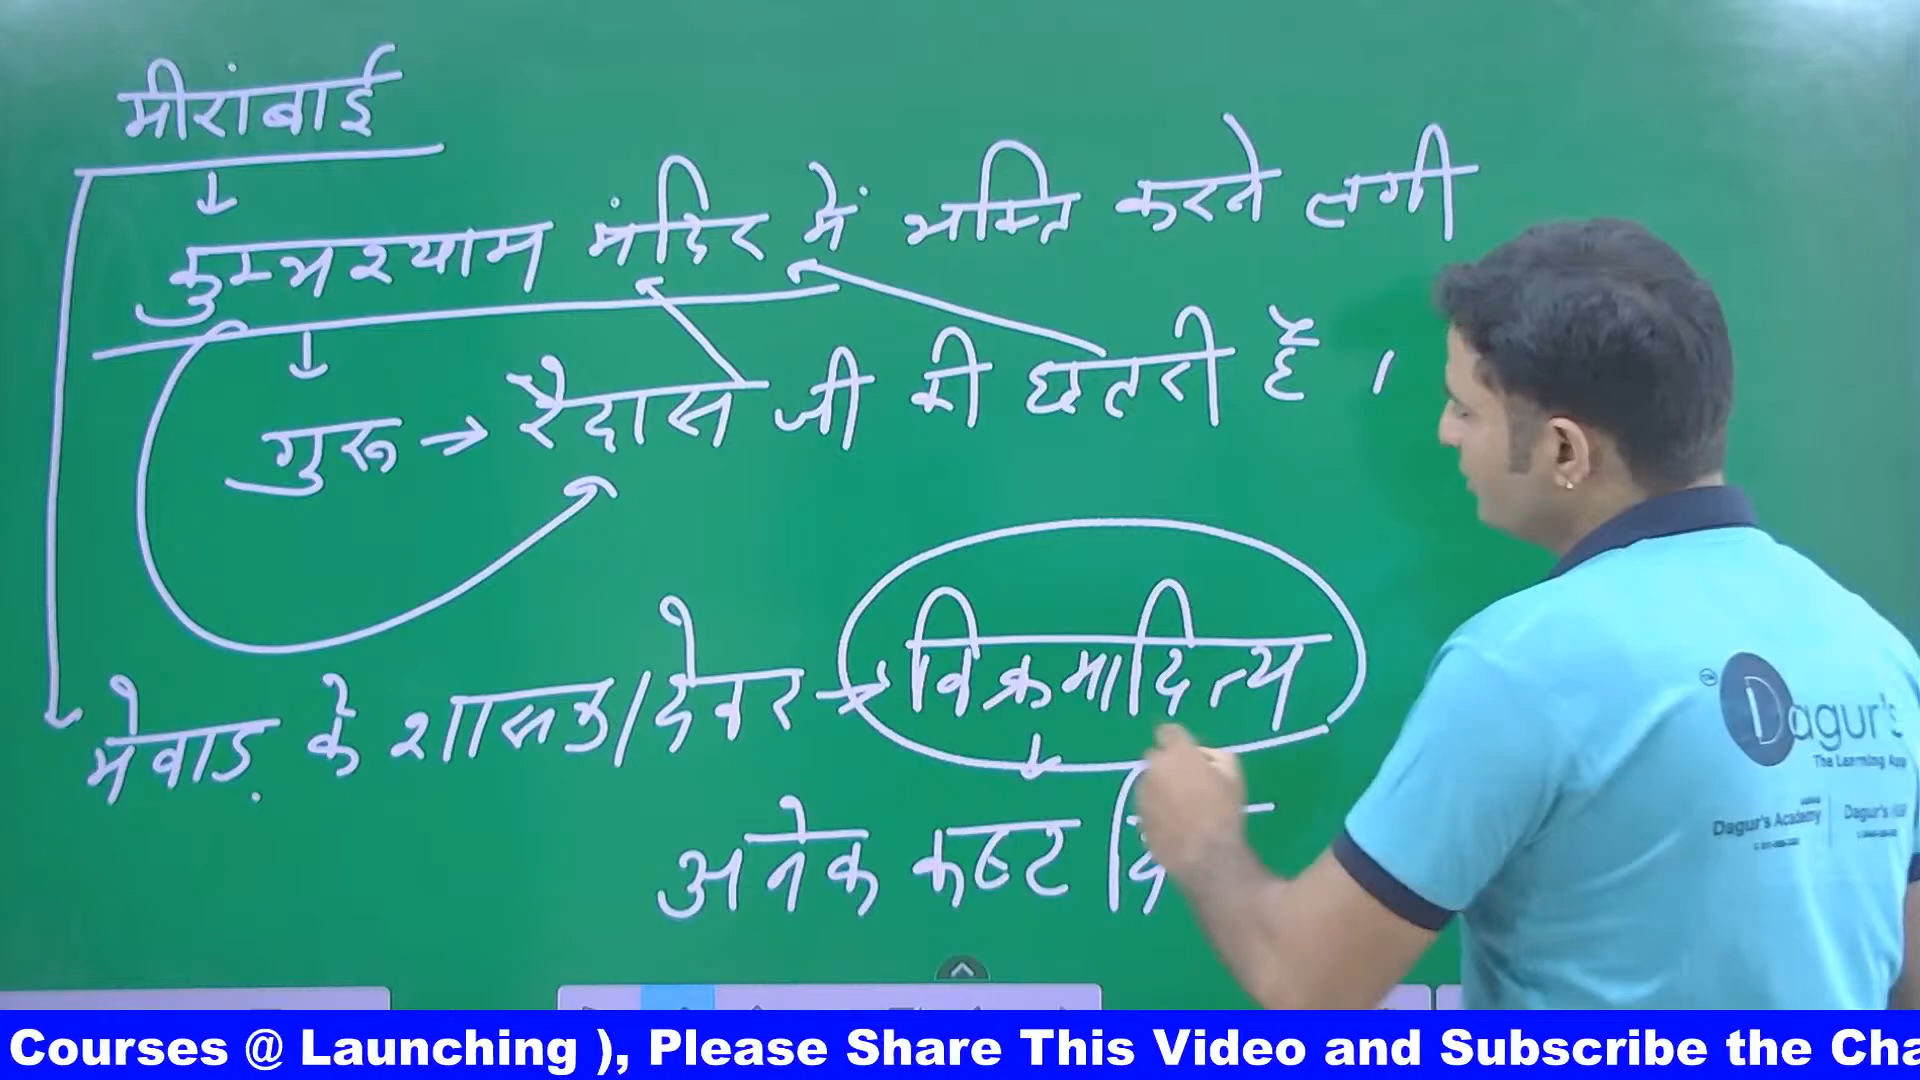 मीरांबाई
↓
कुम्भश्याम मंदिर में भक्ति करने लगी
↓
गुरू → रैदास जी की छतरी है ,
मेवाड़ के शासक/देवर → विक्रमादित्य
↓
अनेक कष्ट
Dagur's
The Learning App
Dagur's Academy
Courses @ Launching ), Please Share This Video and Subscribe the Cha